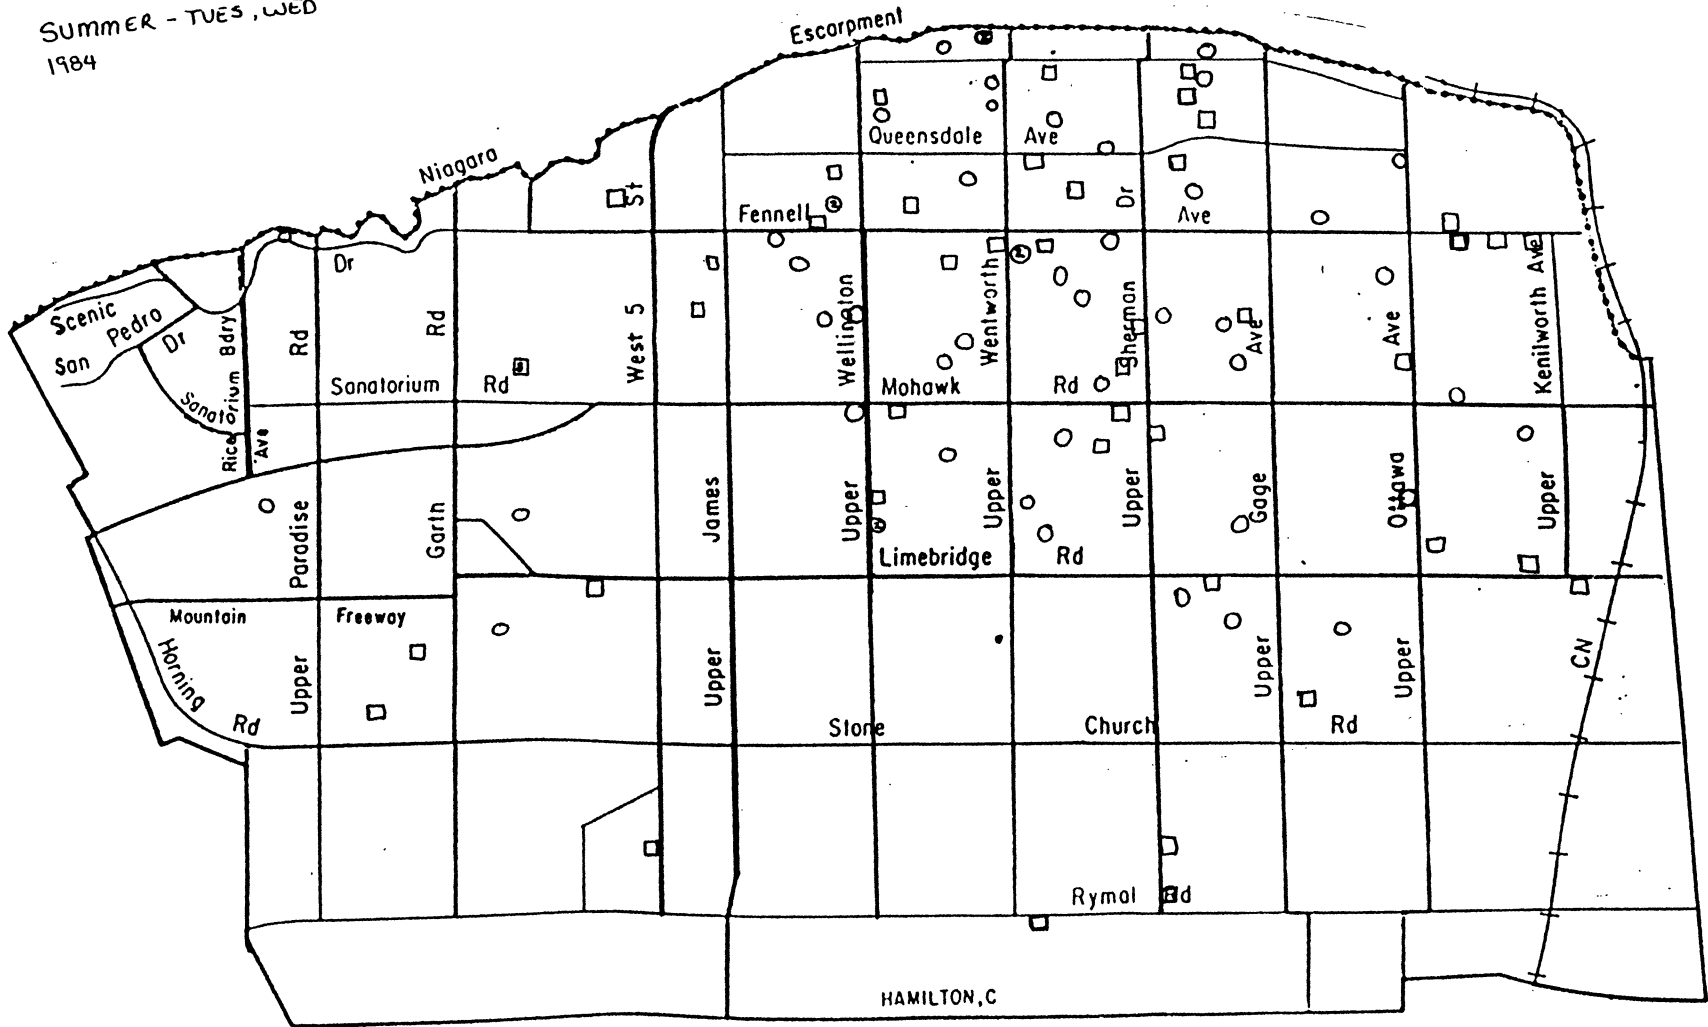 SUMMER - TUES, WED
1984
Escarpment
Niagara
Queensdale Ave
Fennell Ave
St
Dr
Dr
Scenic
San Pedro Dr
Sanatorium
Rice Bdry
Ave
Rd
Rd
West 5
Sanatorium Rd
Wellington
Wentworth
Sherman
Ave
Ave
Kenilworth Ave
Mohawk Rd
Paradise
Garth
James
Upper
Upper
Upper
Gage
Ottawa
Upper
Limebridge Rd
Mountain Freeway
Horning Rd
Upper
Upper
Upper
Upper
CN
Stone Church Rd
Rymal Rd
HAMILTON, C